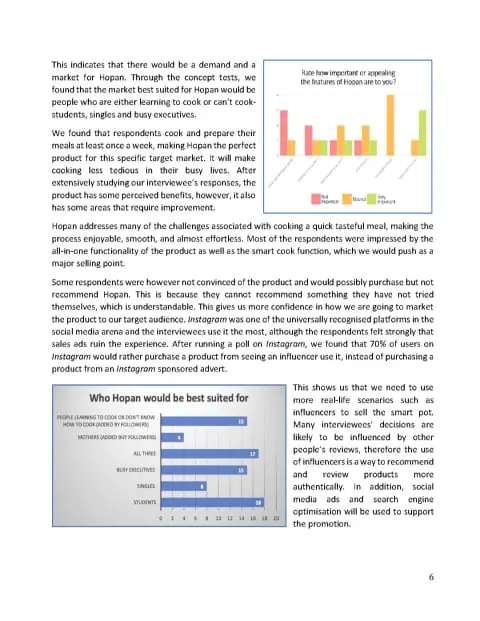 This indicates that there would be a demand and a
market for Hopan. Through the concept tests, we
found that the market best suited for Hopan would be
people who are either learning to cook or can't cook-
students, singles and busy executives.
We found that respondents cook and prepare their
meals at least once a week, making Hopan the perfect
product for this specific target market. It will make
cooking less tedious in their busy lives. After
extensively studying our interviewee's responses, the
product has some perceived benefits, however, it also
has some areas that require improvement.
Rate how important or appealing
the features of Hopan are to you?
Not
Important
Neutral
Very
Important
Hopan addresses many of the challenges associated with cooking a quick tasteful meal, making the
process enjoyable, smooth, and almost effortless. Most of the respondents were impressed by the
all-in-one functionality of the product as well as the smart cook function, which we would push as a
major selling point.
Some respondents were however not convinced of the product and would possibly purchase but not
recommend Hopan. This is because they cannot recommend something they have not tried
themselves, which is understandable. This gives us more confidence in how we are going to market
the product to our target audience. Instagram was one of the universally recognised platforms in the
social media arena and the interviewees use it the most, although the respondents felt strongly that
sales ads ruin the experience. After running a poll on Instagram, we found that 70% of users on
Instagram would rather purchase a product from seeing an influencer use it, instead of purchasing a
product from an Instagram sponsored advert.
Who Hopan would be best suited for
PEOPLE LEARNING TO COOK OR DON'T KNOW
HOW TO COOK (ADDED BY FOLLOWERS)
15
MOTHERS (ADDED BUY FOLLOWERS)
4
ALL THREE
17
BUSY EXECUTIVES
15
SINGLES
8
STUDENTS
18
0 2 4 6 8 10 12 14 16 18 20
This shows us that we need to use
more real-life scenarios such as
influencers to sell the smart pot.
Many interviewees' decisions are
likely to be influenced by other
people's reviews, therefore the use
of influencers is a way to recommend
and review products more
authentically. In addition, social
media ads and search engine
optimisation will be used to support
the promotion.
6